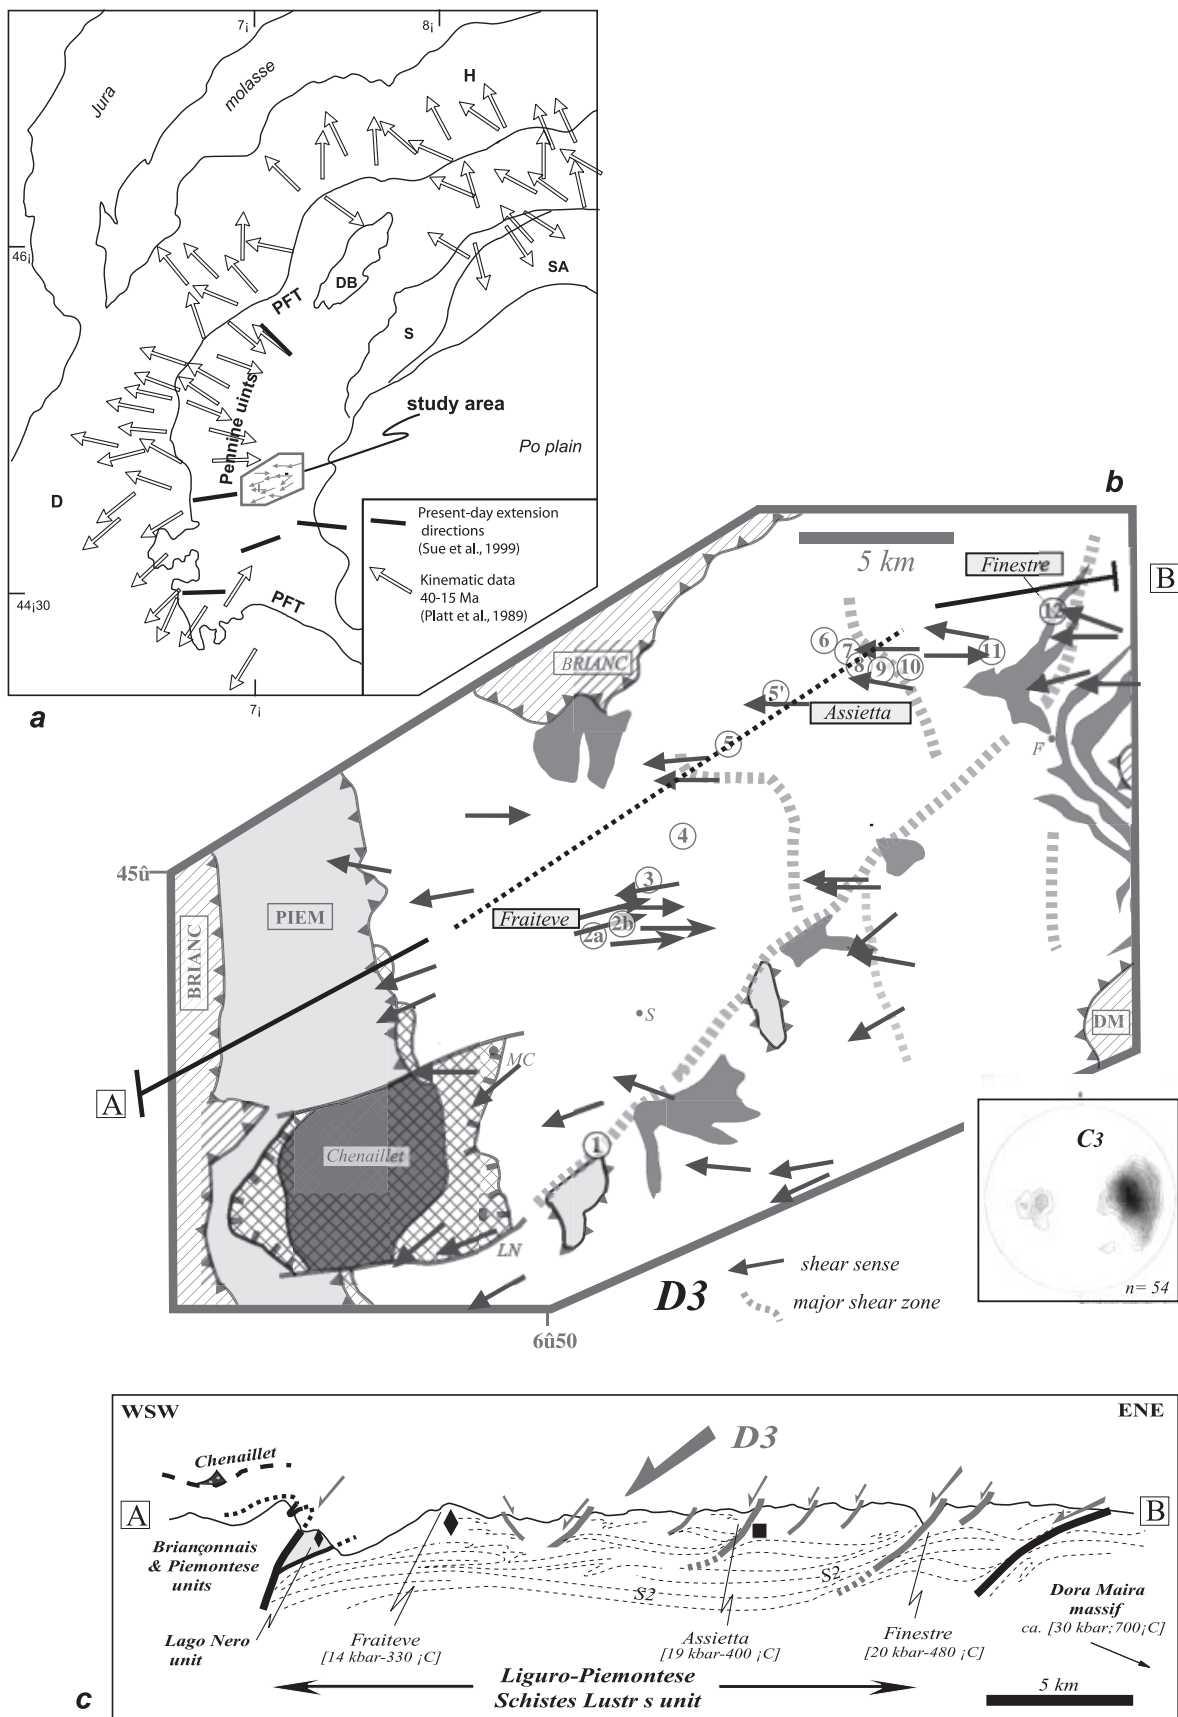 7¡
8¡
H
Jura
molasse
46¡
DB
SA
PFT
S
Pennine uints
study area
Po plain
D
Present-day extension
directions
(Sue et al., 1999)
Kinematic data
40-15 Ma
(Platt et al., 1989)
44¡30
PFT
7¡
a
b
5 km
Finestre
B
12
6
7
8
9
10
11
BRIANC
5'
Assietta
5
F
4
45û
3
PIEM
Fraiteve
2b
2a
BRIANC
S
DM
MC
A
C3
Chenaillet
1
LN
n= 54
D3
shear sense
major shear zone
6û50
WSW
ENE
D3
Chenaillet
A
B
Briançonnais
& Piemontese
units
S2
S2
Dora Maira
massif
ca. [30 kbar;700¡C]
Lago Nero
unit
Fraiteve
[14 kbar-330 ¡C]
Assietta
[19 kbar-400 ¡C]
Finestre
[20 kbar-480 ¡C]
Liguro-Piemontese
Schistes Lustr s unit
5 km
c